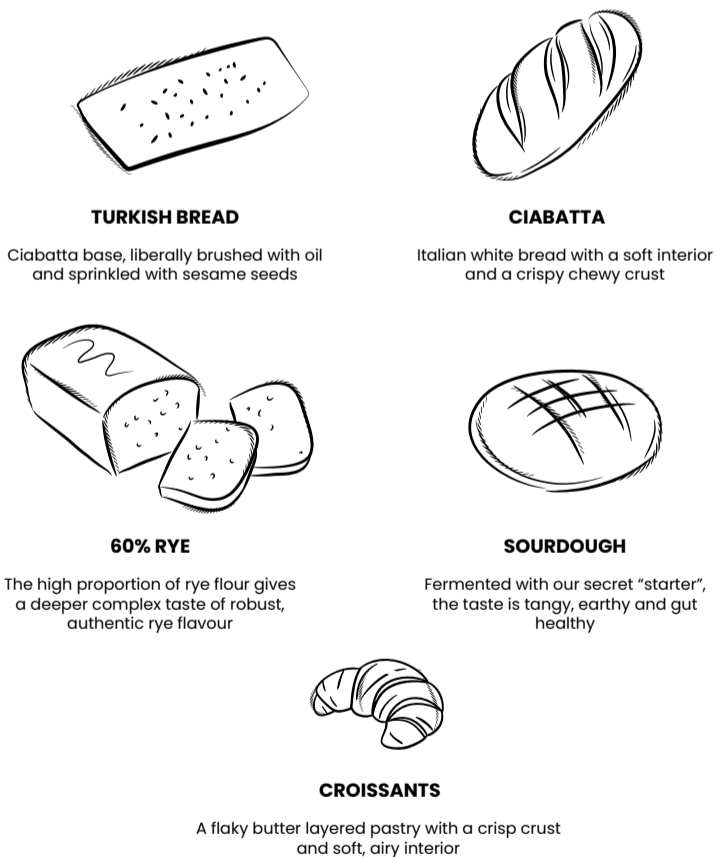 TURKISH BREAD
Ciabatta base, liberally brushed with oil
and sprinkled with sesame seeds
CIABATTA
Italian white bread with a soft interior
and a crispy chewy crust
60% RYE
The high proportion of rye flour gives
a deeper complex taste of robust,
authentic rye flavour
SOURDOUGH
Fermented with our secret “starter”,
the taste is tangy, earthy and gut
healthy
CROISSANTS
A flaky butter layered pastry with a crisp crust
and soft, airy interior